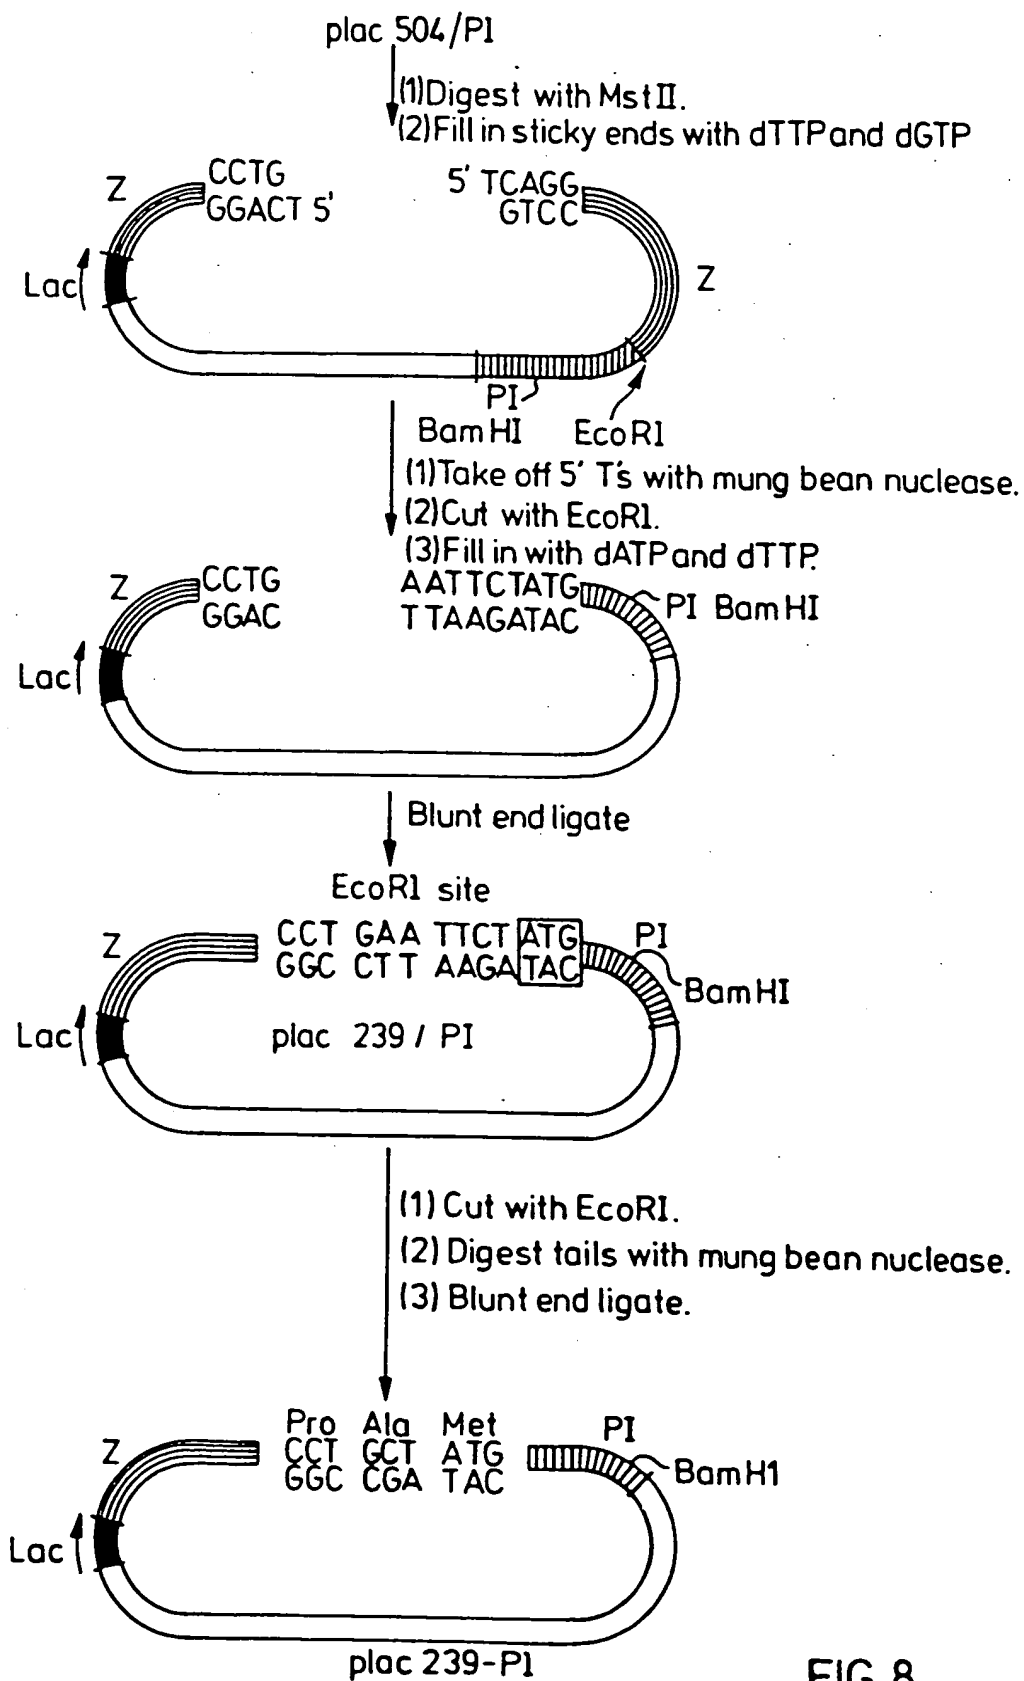 plac 504/PI
(1)Digest with MstII.
(2)Fill in sticky ends with dTTP and dGTP
Z
CCTG
GGACT 5'
5' TCAGG
GTCC
Lac
Z
PI
BamHI
EcoR1
(1)Take off 5' T's with mung bean nuclease.
(2)Cut with EcoR1.
(3)Fill in with dATP and dTTP.
Z
CCTG
GGAC
AATTCTATG
TTAAGATAC
PI BamHI
Lac
Blunt end ligate
EcoR1 site
Z
CCT GAA TTCT ATG
GGC CTT AAGA TAC
PI
BamHI
Lac
plac 239 / PI
(1) Cut with EcoRI.
(2) Digest tails with mung bean nuclease.
(3) Blunt end ligate.
Pro Ala Met
CCT GCT ATG
GGC CGA TAC
Z
PI
BamH1
Lac
plac 239-P1
FIG. 8